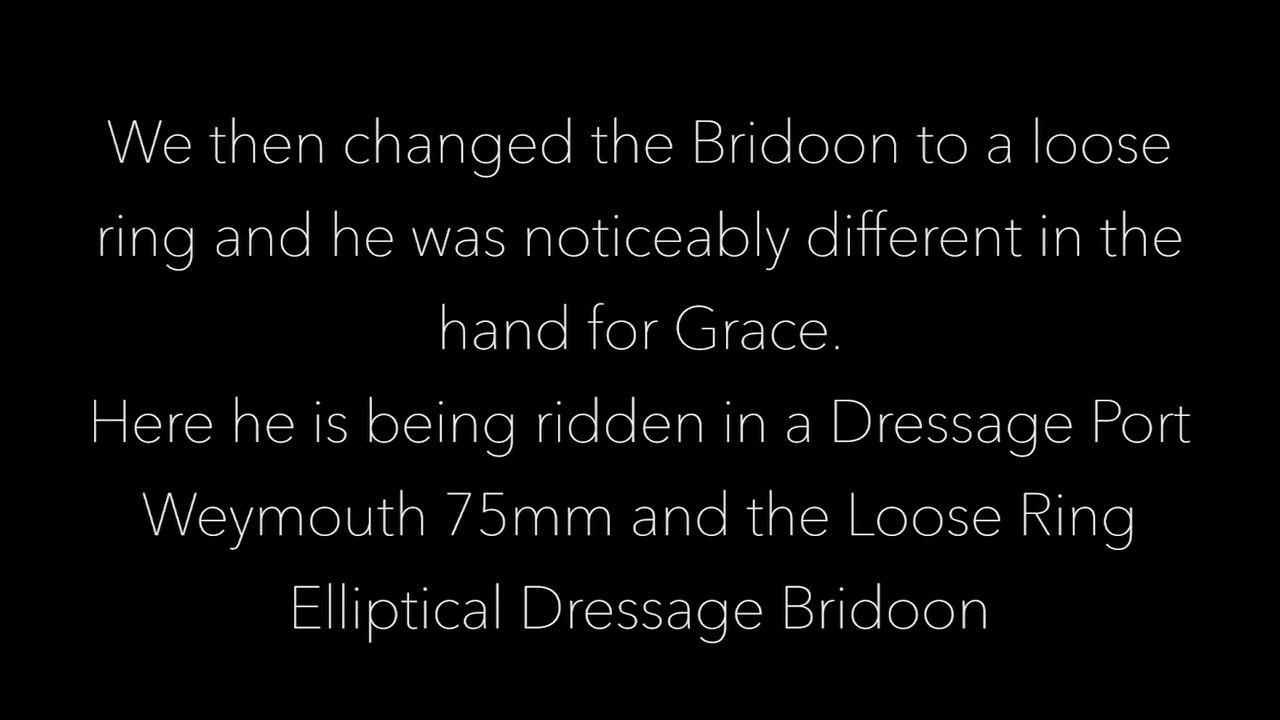 We then changed the Bridoon to a loose
ring and he was noticeably different in the
hand for Grace.
Here he is being ridden in a Dressage Port
Weymouth 75mm and the Loose Ring
Elliptical Dressage Bridoon